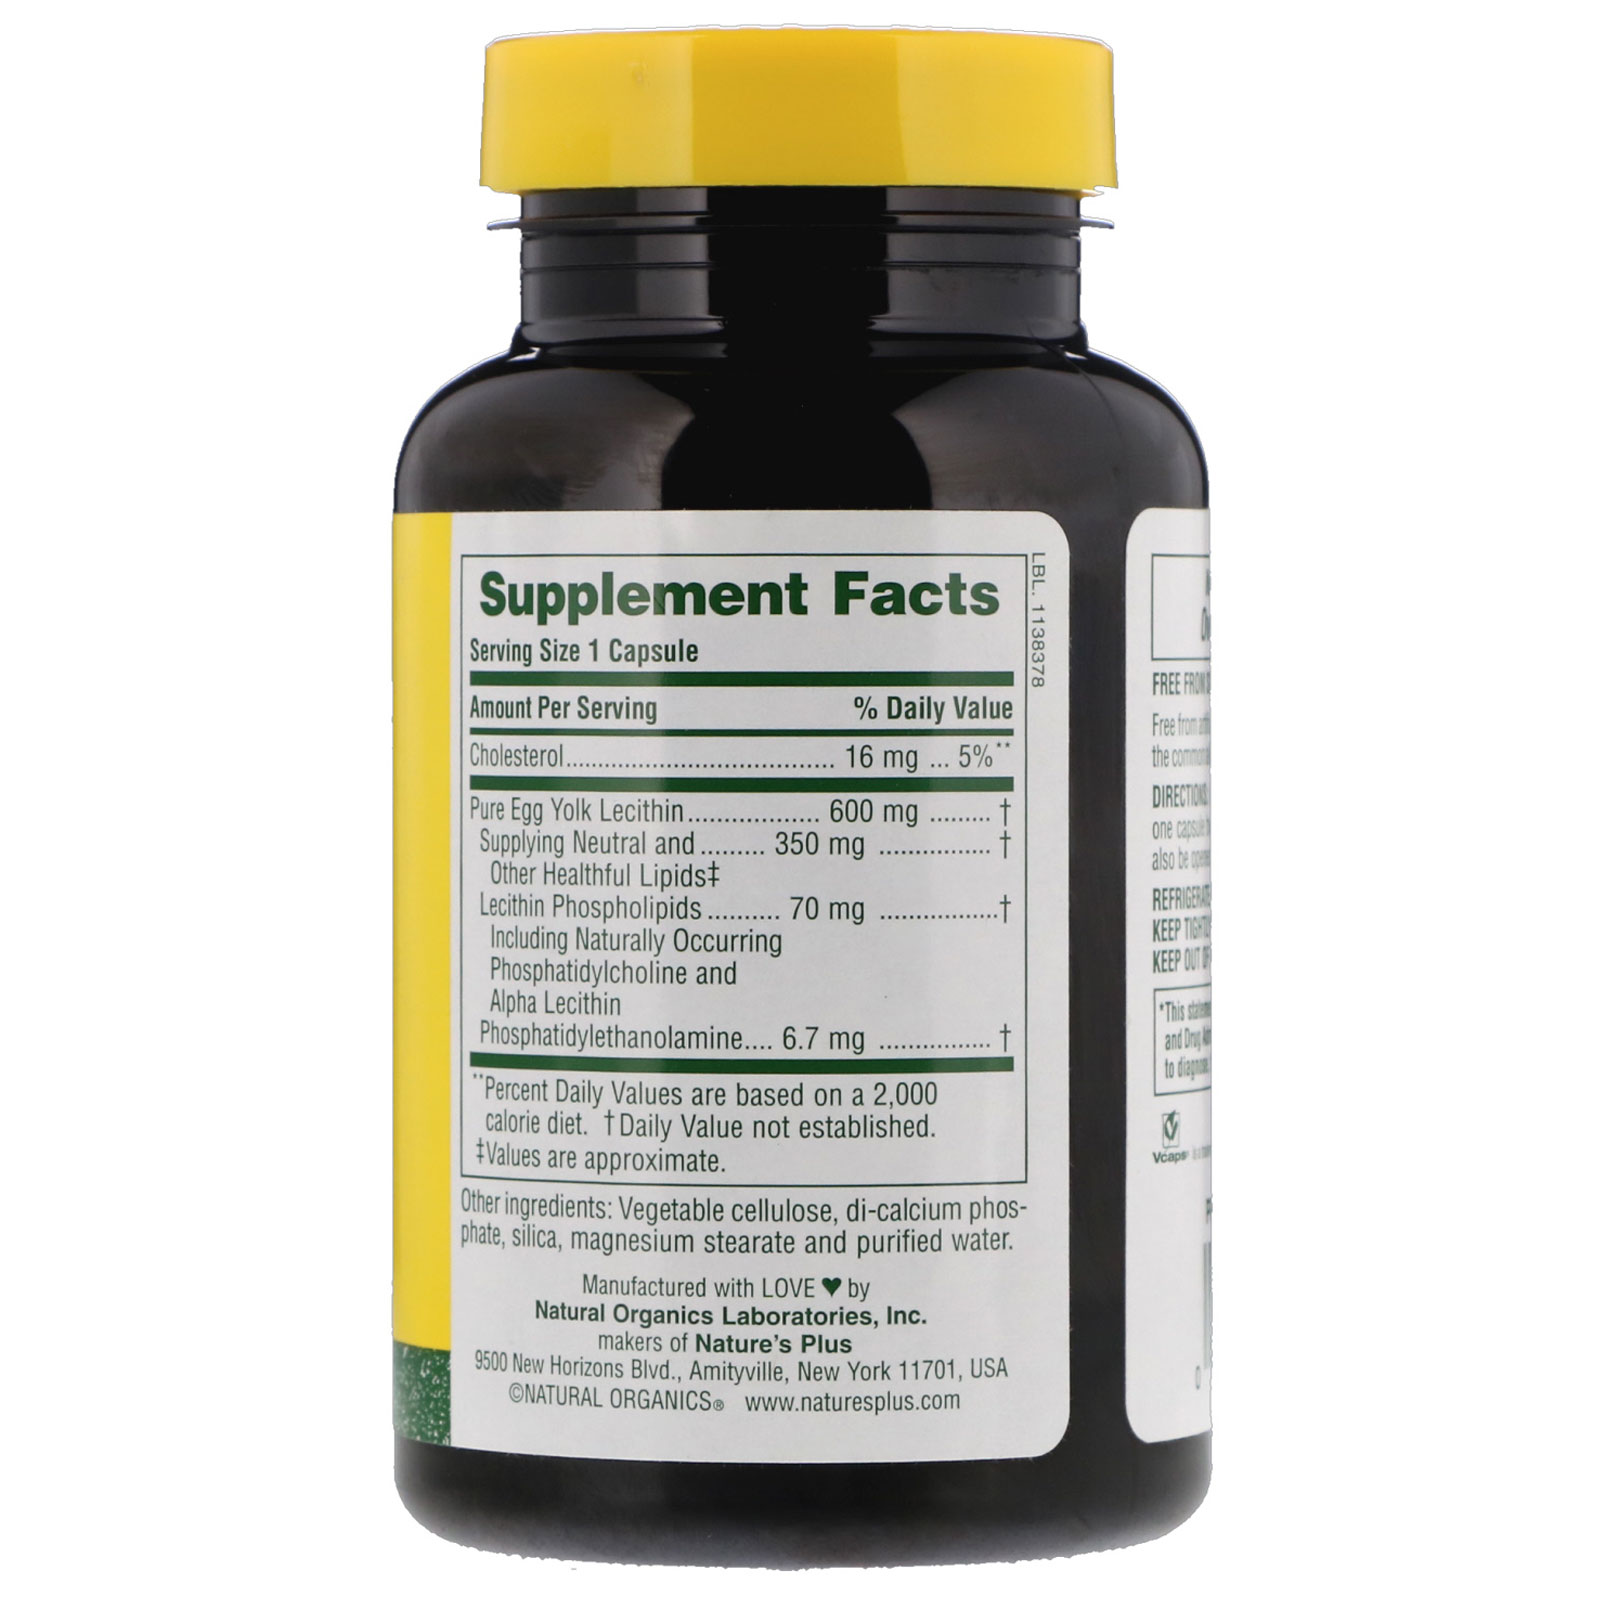 Supplement Facts
Serving Size 1 Capsule
Amount Per Serving % Daily Value
Cholesterol..................................... 16 mg ... 5%**
Pure Egg Yolk Lecithin.................. 600 mg ......... †
Supplying Neutral and ......... 350 mg ................ †
Other Healthful Lipids‡
Lecithin Phospholipids .......... 70 mg .................†
Including Naturally Occurring
Phosphatidylcholine and
Alpha Lecithin
Phosphatidylethanolamine.... 6.7 mg ................ †
**Percent Daily Values are based on a 2,000
calorie diet. †Daily Value not established.
‡Values are approximate.
LBL. 1138378
Other ingredients: Vegetable cellulose, di-calcium phos-
phate, silica, magnesium stearate and purified water.
Manufactured with LOVE ♥ by
Natural Organics Laboratories, Inc.
makers of Nature's Plus
9500 New Horizons Blvd., Amityville, New York 11701, USA
©NATURAL ORGANICS® www.naturesplus.com
FREE FROM
Free from
the common
DIRECTIONS:
one capsule
also be
REFRIGERATE
KEEP TIGHTLY
KEEP OUT OF
*This
and Drug
to diagnose,
Vcaps®
0